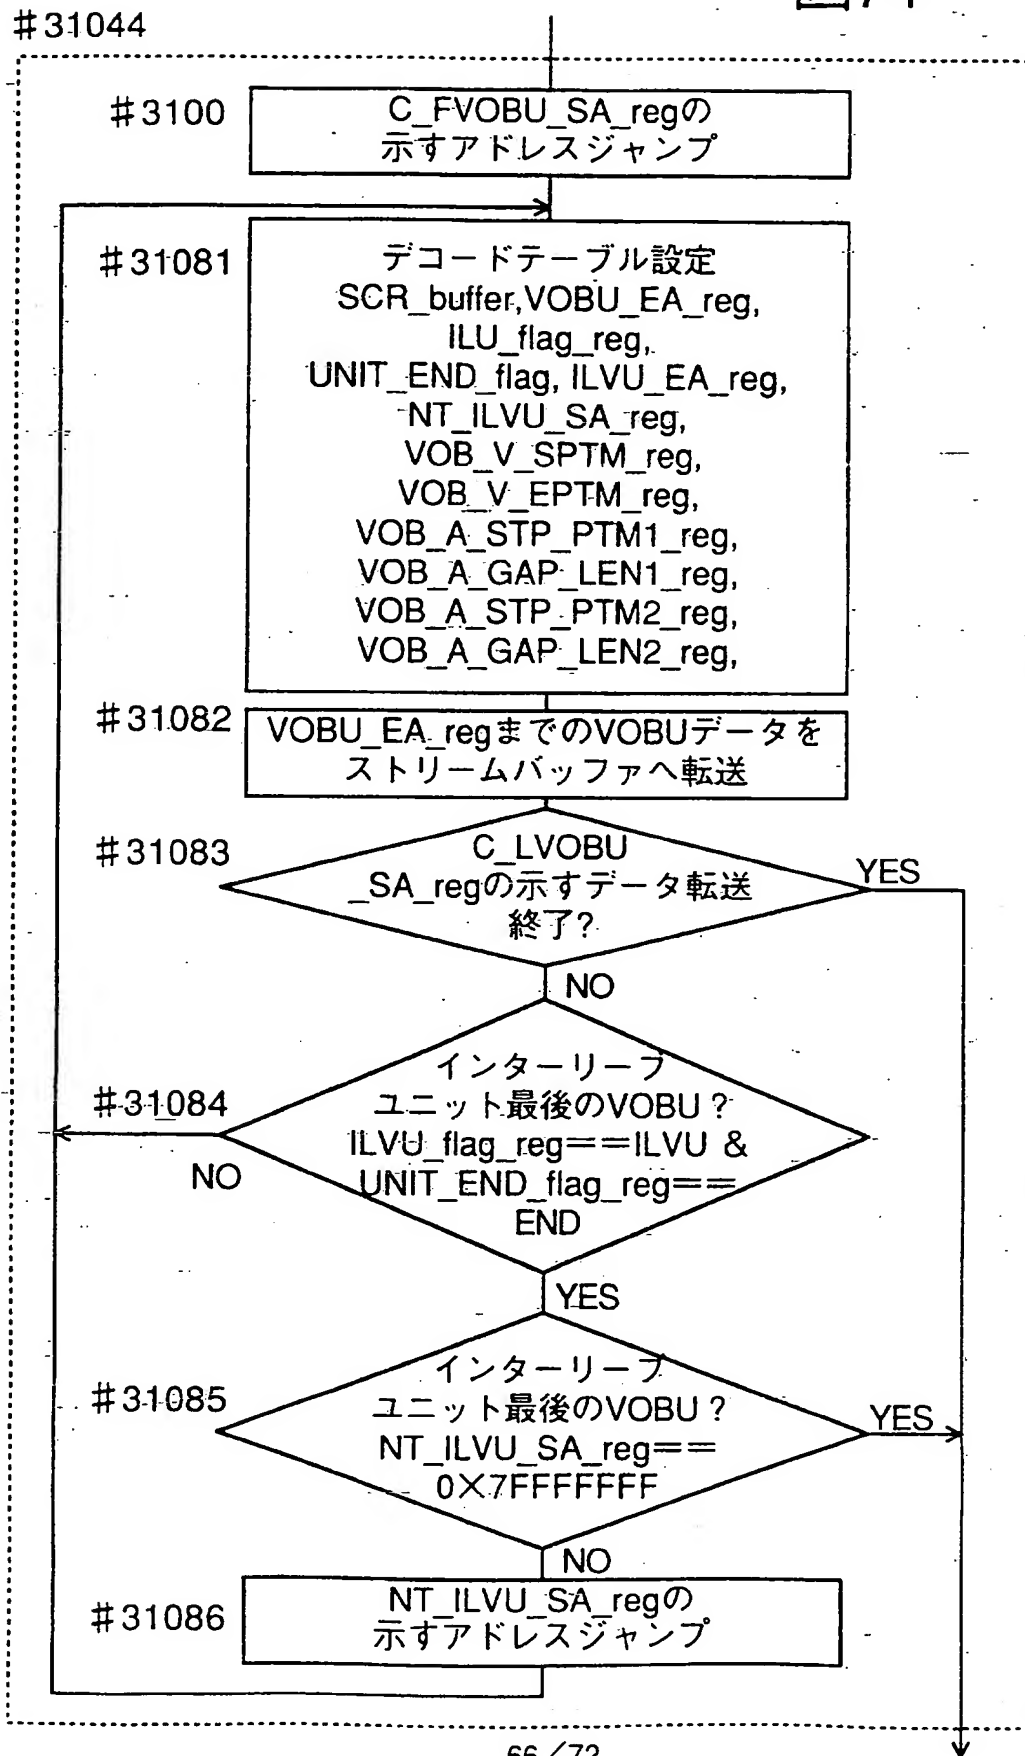 #31044
#3100
C_FVOBU_SA_regの
示すアドレスジャンプ
#31081
デコードテーブル設定
SCR_buffer,VOBU_EA_reg,
ILU_flag_reg,
UNIT_END_flag, ILVU_EA_reg,
NT_ILVU_SA_reg,
VOB_V_SPTM_reg,
VOB_V_EPTM_reg,
VOB_A_STP_PTM1_reg,
VOB_A_GAP_LEN1_reg,
VOB_A_STP_PTM2_reg,
VOB_A_GAP_LEN2_reg,
#31082
VOBU_EA_regまでのVOBUデータを
ストリームバッファへ転送
#31083
C_LVOBU
_SA_regの示すデータ転送
終了?
YES
NO
#31084
インターリーブ
ユニット最後のVOBU?
ILVU_flag_reg==ILVU &
UNIT_END_flag_reg==
END
NO
YES
#31085
インターリーブ
ユニット最後のVOBU?
NT_ILVU_SA_reg==
0×7FFFFFFF
YES
NO
#31086
NT_ILVU_SA_regの
示すアドレスジャンプ